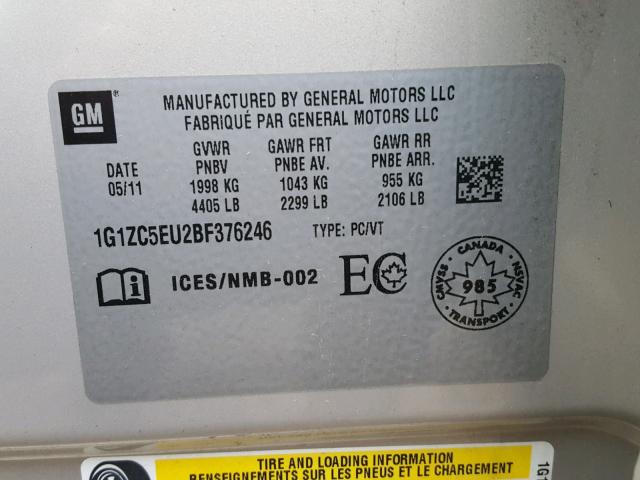 GM ®
MANUFACTURED BY GENERAL MOTORS LLC
FABRIQUÉ PAR GENERAL MOTORS LLC
DATE GVWR GAWR FRT GAWR RR
PNBV PNBE AV. PNBE ARR.
05/11 1998 KG 1043 KG 955 KG
4405 LB 2299 LB 2106 LB
1G1ZC5EU2BF376246 TYPE: PC/VT
i ICES/NMB-002 EC
CANADA
CMVSS 985 NSVAC
TRANSPORT
TIRE AND LOADING INFORMATION
RENSEIGNEMENTS SUR LES PNEUS ET LE CHARGEMENT